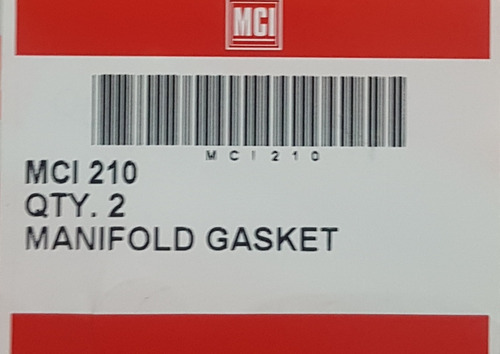 MCI
MCI210
MCI 210
QTY. 2
MANIFOLD GASKET